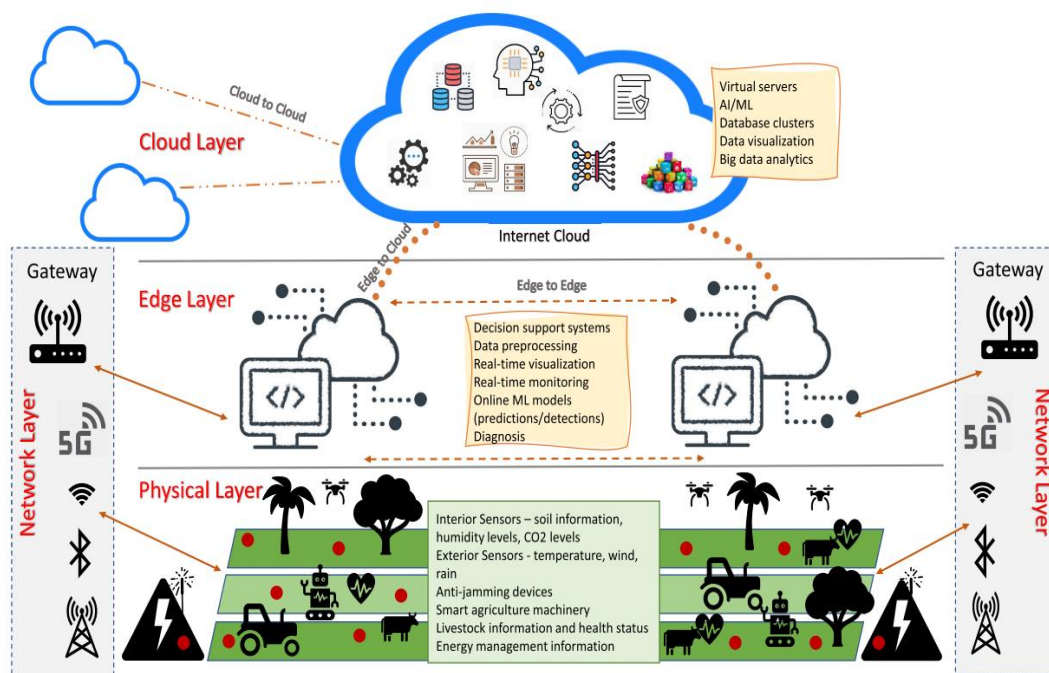 Cloud to Cloud
Cloud Layer
Virtual servers
AI/ML
Database clusters
Data visualization
Big data analytics
Internet Cloud
Edge to Cloud
Gateway
Edge Layer
Edge to Edge
Gateway
Decision support systems
Data preprocessing
Real-time visualization
Real-time monitoring
Online ML models
(predictions/detections)
Diagnosis
</>
</>
Network Layer
5G
Network Layer
5G
Physical Layer
Interior Sensors – soil information,
humidity levels, CO2 levels
Exterior Sensors - temperature, wind,
rain
Anti-jamming devices
Smart agriculture machinery
Livestock information and health status
Energy management information